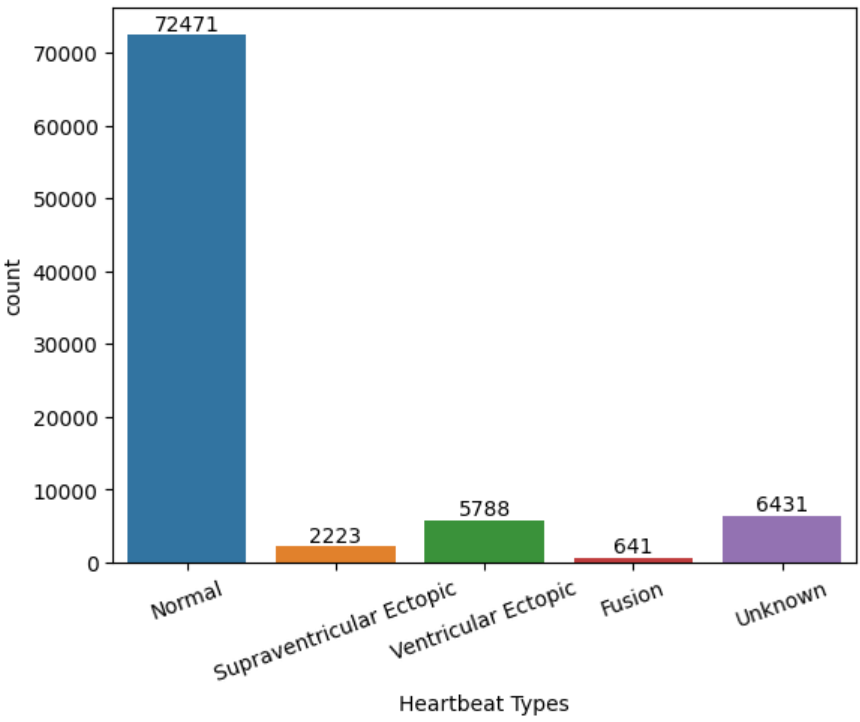 72471
70000
60000
50000
40000
30000
20000
10000
0
count
2223
5788
641
6431
Normal
Supraventricular Ectopic
Ventricular Ectopic
Fusion
Unknown
Heartbeat Types